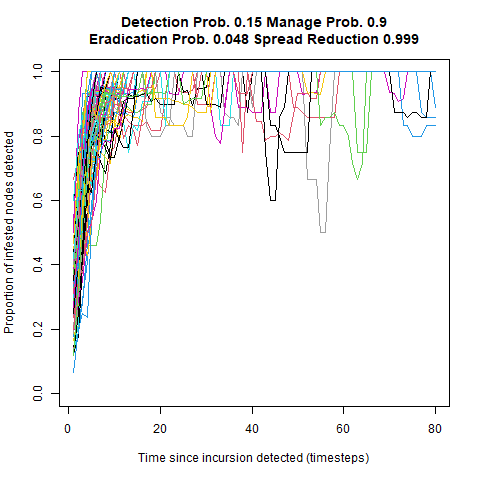 Detection Prob. 0.15 Manage Prob. 0.9
Eradication Prob. 0.048 Spread Reduction 0.999
Proportion of infested nodes detected
1.0
0.8
0.6
0.4
0.2
0.0
0 20 40 60 80
Time since incursion detected (timesteps)